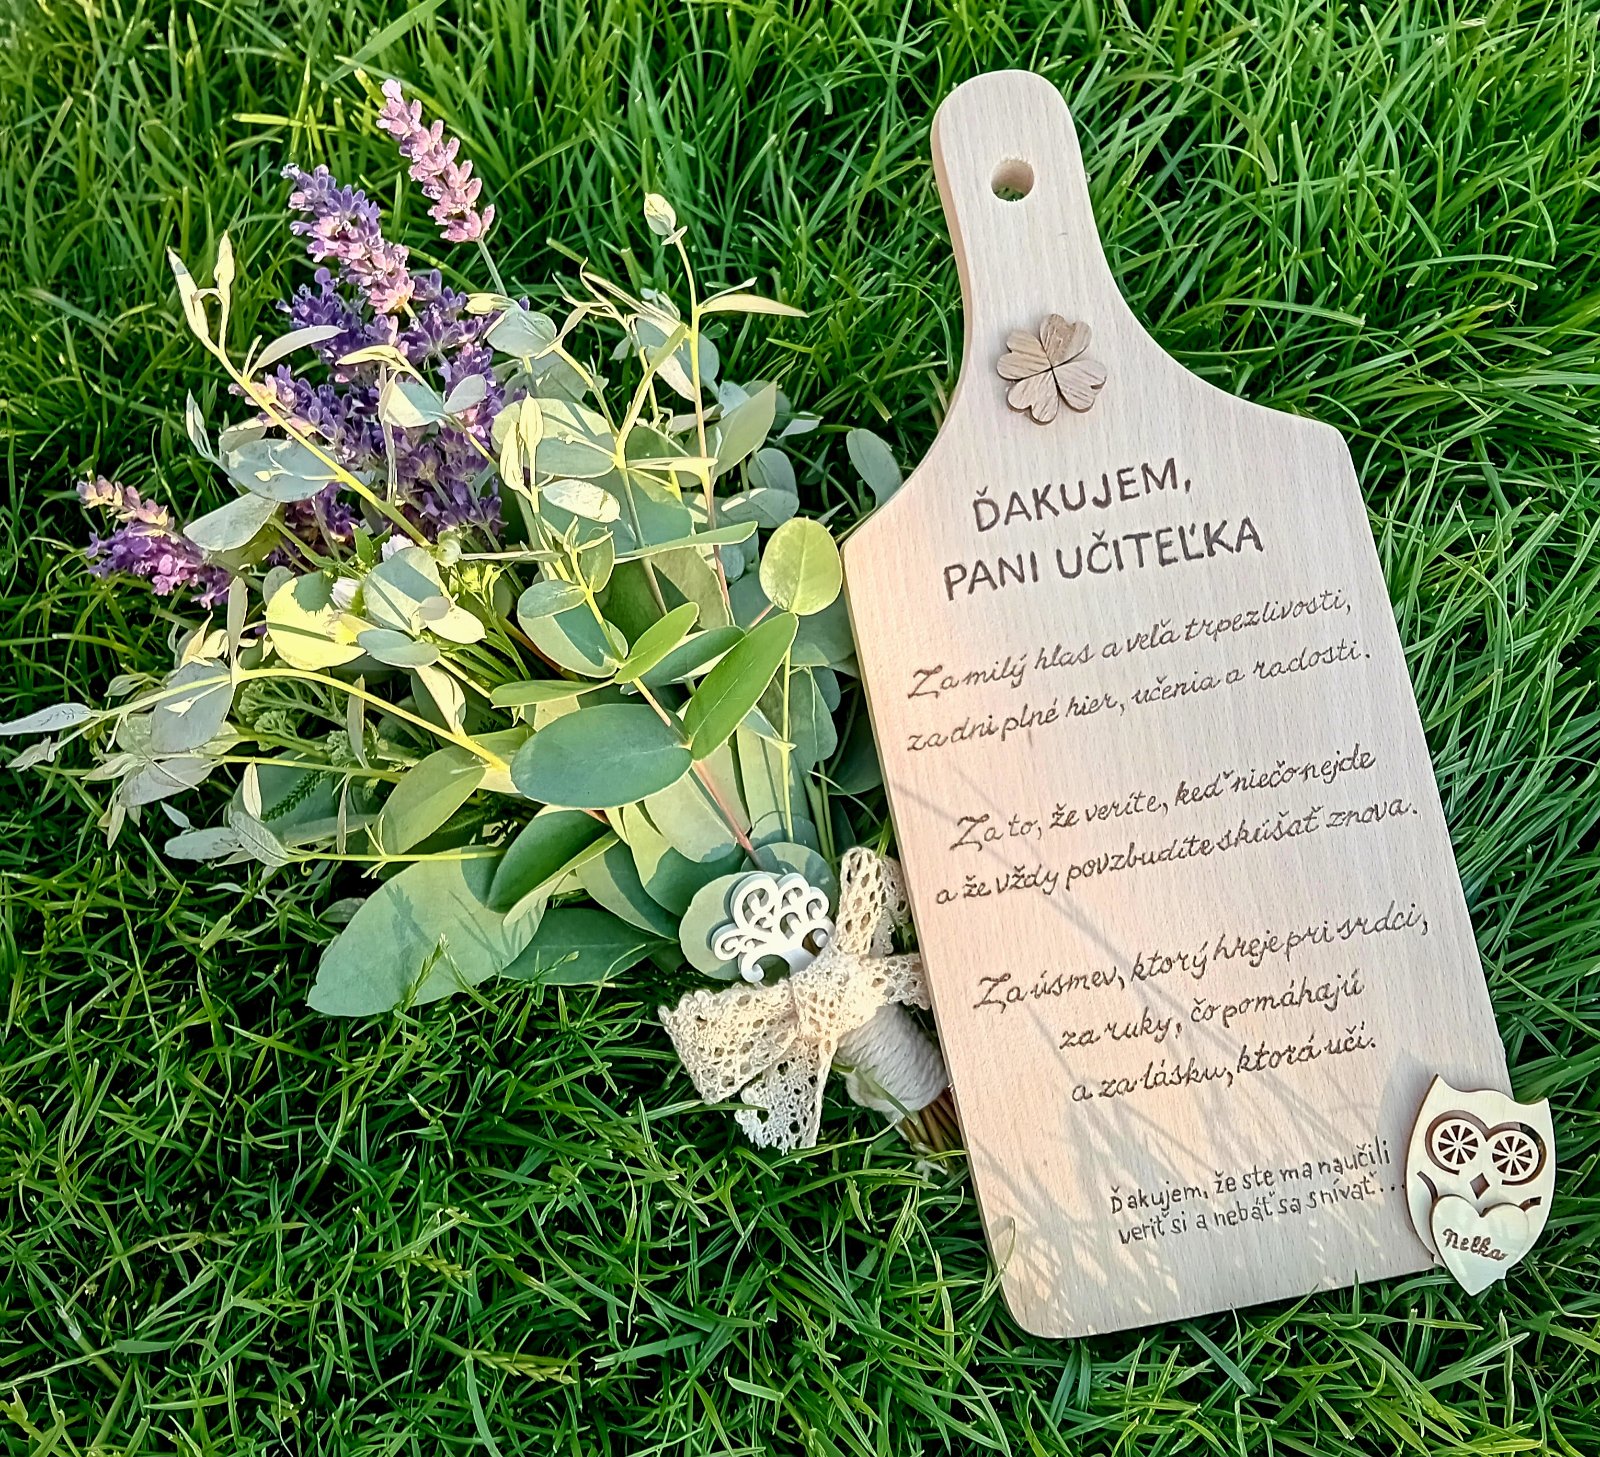 ĎAKUJEM,
PANI UČITEĽKA
Za milý hlas a veľa trpezlivosti,
za dni plné hier, učenia a radosti.
Za to, že veríte, keď niečo nejde
a že vždy povzbudíte skúšať znova.
Za úsmev, ktorý hreje pri srdci,
za ruky, čo pomáhajú
a za lásku, ktorá učí.
Ďakujem, že ste ma naučili
veriť si a nebáť sa snívať...
Nelka